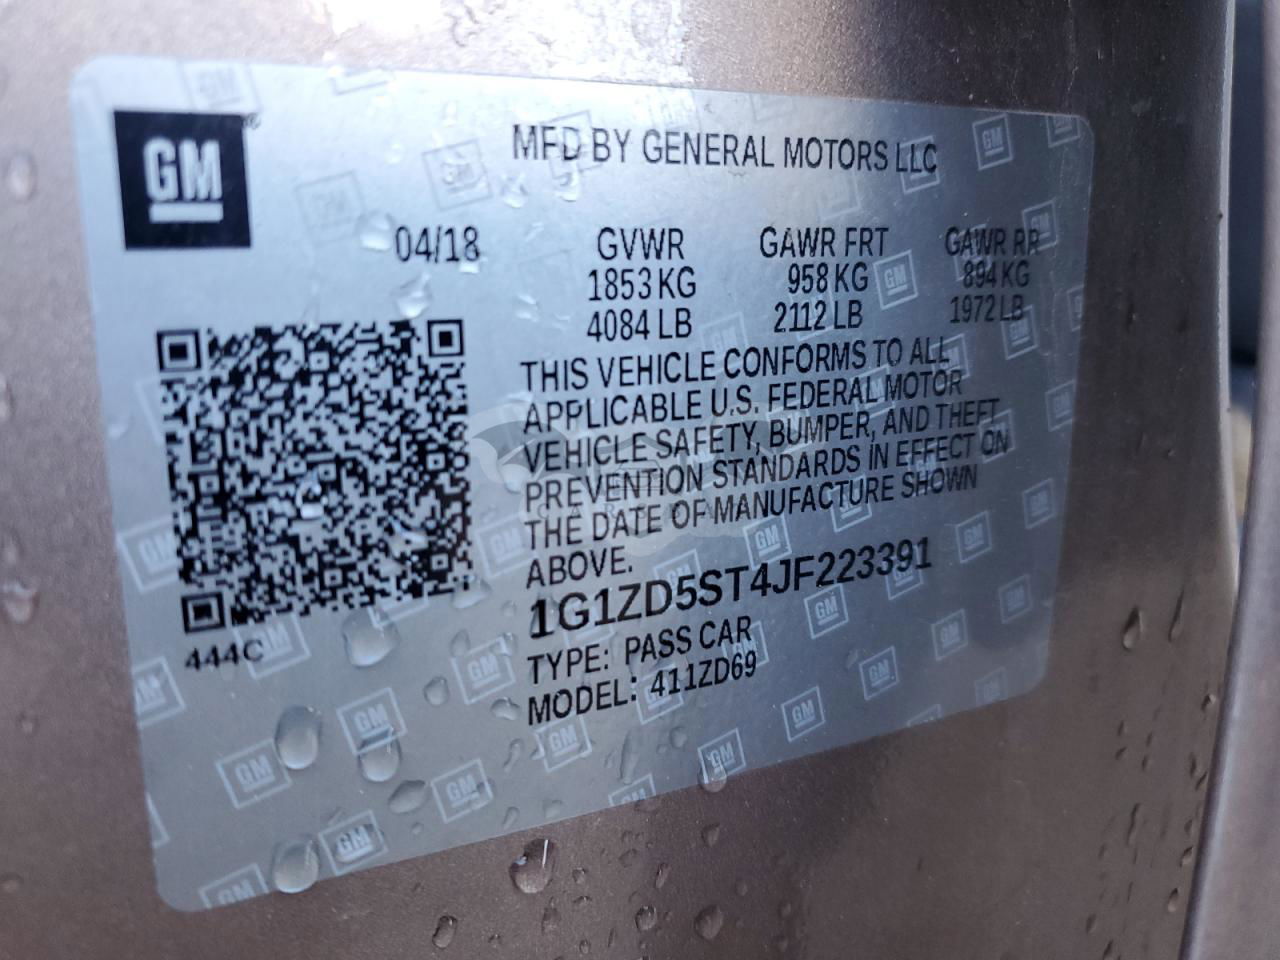 GM
MFD BY GENERAL MOTORS LLC
04/18 GVWR GAWR FRT GAWR RR
1853 KG 958 KG 894 KG
4084 LB 2112 LB 1972 LB
THIS VEHICLE CONFORMS TO ALL
APPLICABLE U.S. FEDERAL MOTOR
VEHICLE SAFETY, BUMPER, AND THEFT
PREVENTION STANDARDS IN EFFECT ON
THE DATE OF MANUFACTURE SHOWN
ABOVE.
1G1ZD5ST4JF223391
TYPE: PASS CAR
MODEL: 411ZD69
444C